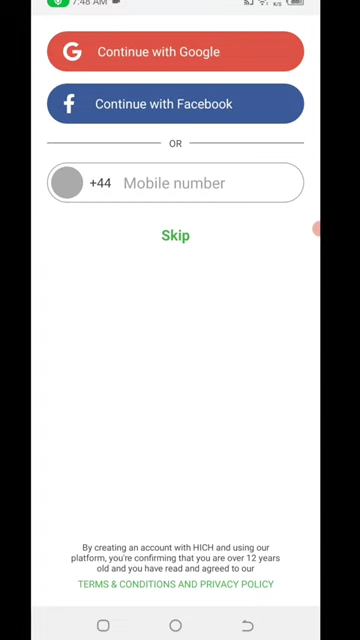 7:48 AM
Continue with Google
Continue with Facebook
OR
+44 Mobile number
Skip
By creating an account with HICH and using our
platform, you're confirming that you are over 12 years
old and you have read and agreed to our
TERMS & CONDITIONS AND PRIVACY POLICY